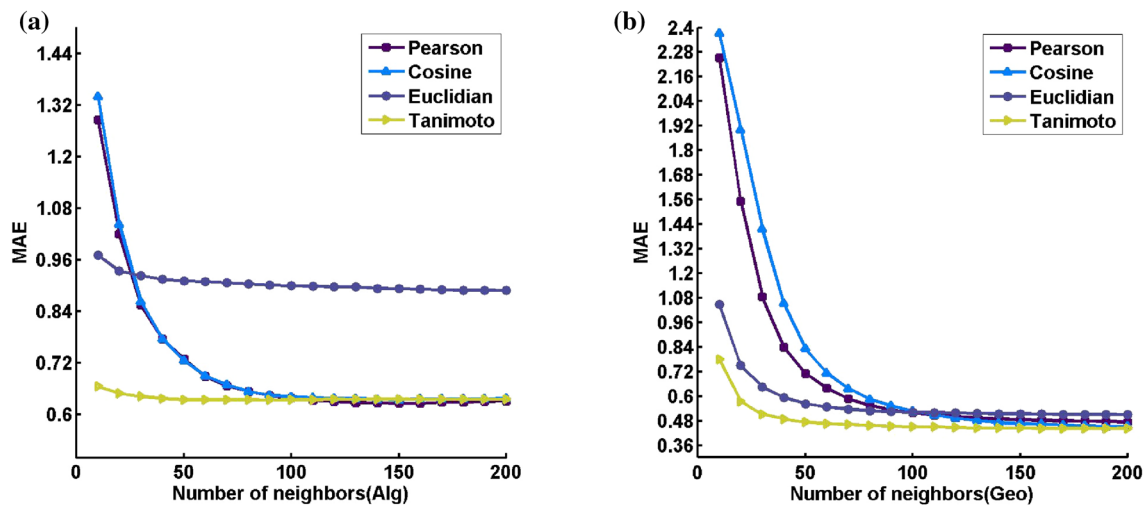 (a)
1.44
1.32
1.2
1.08
0.96
0.84
0.72
0.6
MAE
0
50
100
150
200
Number of neighbors(Alg)
Pearson
Cosine
Euclidian
Tanimoto
(b)
2.4
2.28
2.16
2.04
1.92
1.8
1.68
1.56
1.44
1.32
1.2
1.08
0.96
0.84
0.72
0.6
0.48
0.36
MAE
0
50
100
150
200
Number of neighbors(Geo)
Pearson
Cosine
Euclidian
Tanimoto